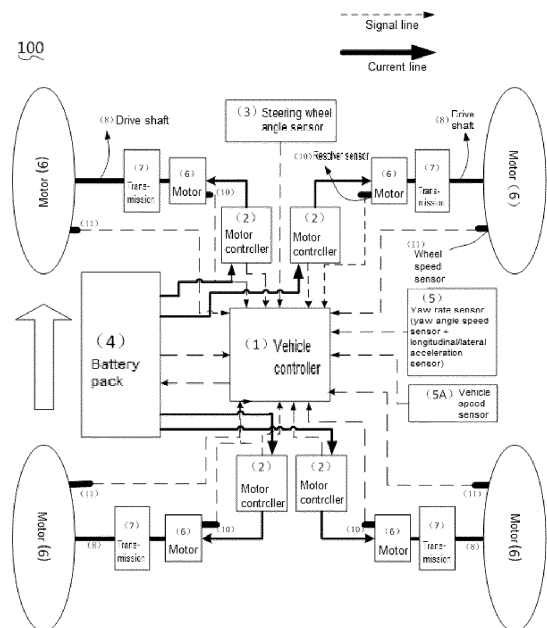 Signal line
100
Current line
(8) Drive shaft
(3) Steering wheel
angle sensor
(8) Drive
shaft
(10) Resolver sensor
Motor (6)
(7)
Trans-
mission
(6)
Motor
(10)
(6)
Motor
(7)
Trans-
mission
Motor (6)
(2)
Motor
controller
(2)
Motor
controller
(11)
(11)
Wheel
speed
sensor
(4)
Battery
pack
(1)
Vehicle
controller
(5)
Yaw rate sensor
(yaw angle speed
sensor +
longitudinal/lateral
acceleration
sensor)
(5A) Vehicle
speed
sensor
(2)
Motor
controller
(2)
Motor
controller
(11)
(11)
Motor (6)
(8)
(7)
Trans-
mission
(6)
Motor
(10)
(10)
(6)
Motor
(7)
Trans-
mission
(8)
Motor (6)